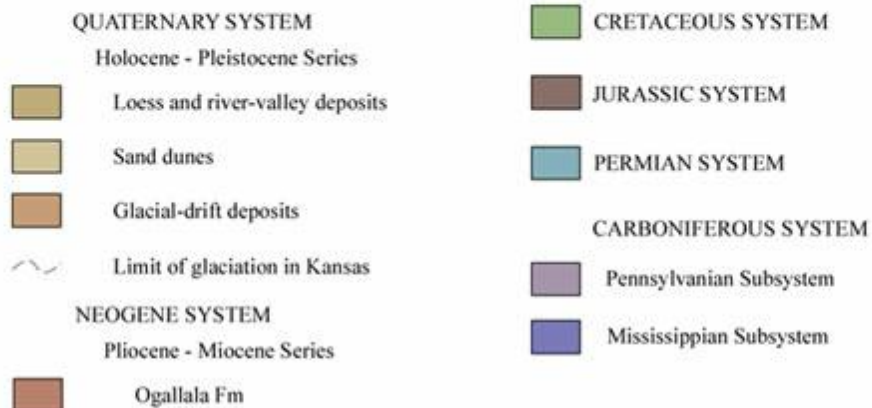 QUATERNARY SYSTEM
Holocene - Pleistocene Series
Loess and river-valley deposits
Sand dunes
Glacial-drift deposits
Limit of glaciation in Kansas
NEOGENE SYSTEM
Pliocene - Miocene Series
Ogallala Fm
CRETACEOUS SYSTEM
JURASSIC SYSTEM
PERMIAN SYSTEM
CARBONIFEROUS SYSTEM
Pennsylvanian Subsystem
Mississippian Subsystem